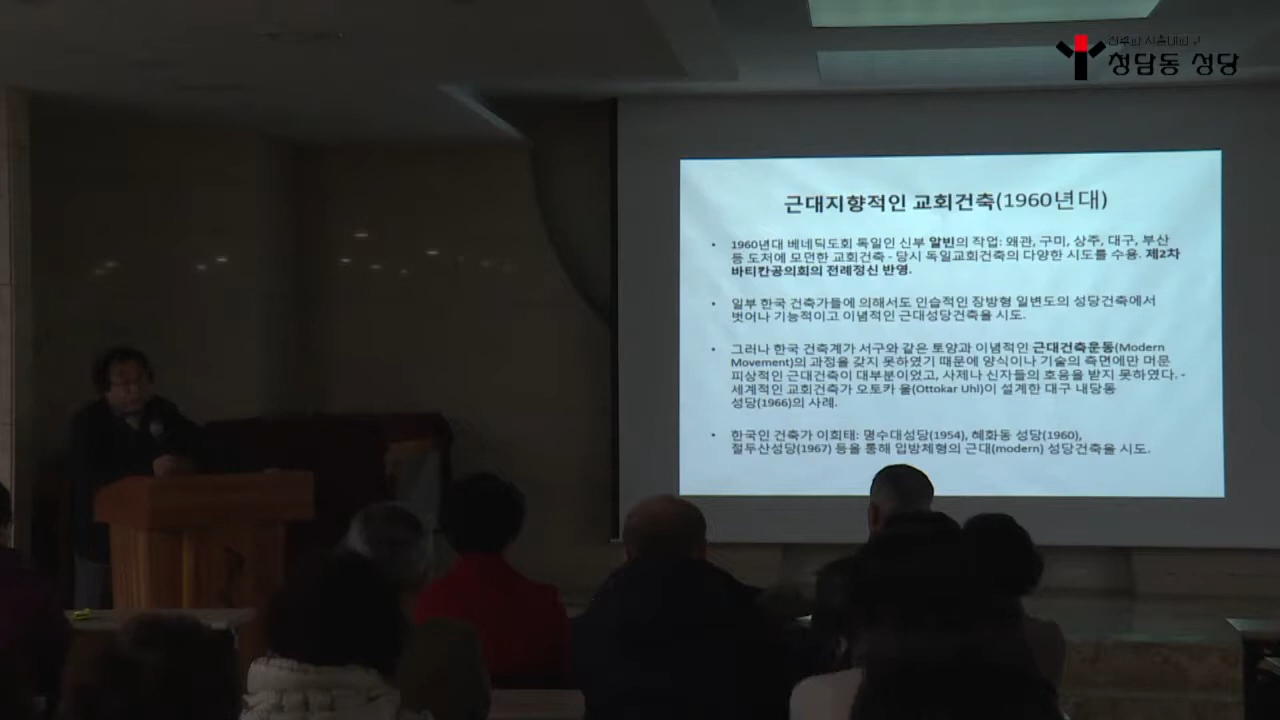 천주교 서울대교구
청담동 성당
근대지향적인 교회건축(1960년대)
• 1960년대 베네딕도회 독일인 신부 알빈의 작업: 왜관, 구미, 상주, 대구, 부산
등 도처에 모던한 교회건축 - 당시 독일교회건축의 다양한 시도를 수용. 제2차
바티칸공의회의 전례정신 반영.
• 일부 한국 건축가들에 의해서도 인습적인 장방형 일변도의 성당건축에서
벗어나 기능적이고 이념적인 근대성당건축을 시도.
• 그러나 한국 건축계가 서구와 같은 토양과 이념적인 근대건축운동(Modern
Movement)의 과정을 갖지 못하였기 때문에 양식이나 기술의 측면에만 머문
피상적인 근대건축이 대부분이었고, 사제나 신자들의 호응을 받지 못하였다. -
세계적인 교회건축가 오토카 울(Ottokar Uhl)이 설계한 대구 내당동
성당(1966)의 사례.
• 한국인 건축가 이희태: 명수대성당(1954), 혜화동 성당(1960),
절두산성당(1967) 등을 통해 입방체형의 근대(modern) 성당건축을 시도.